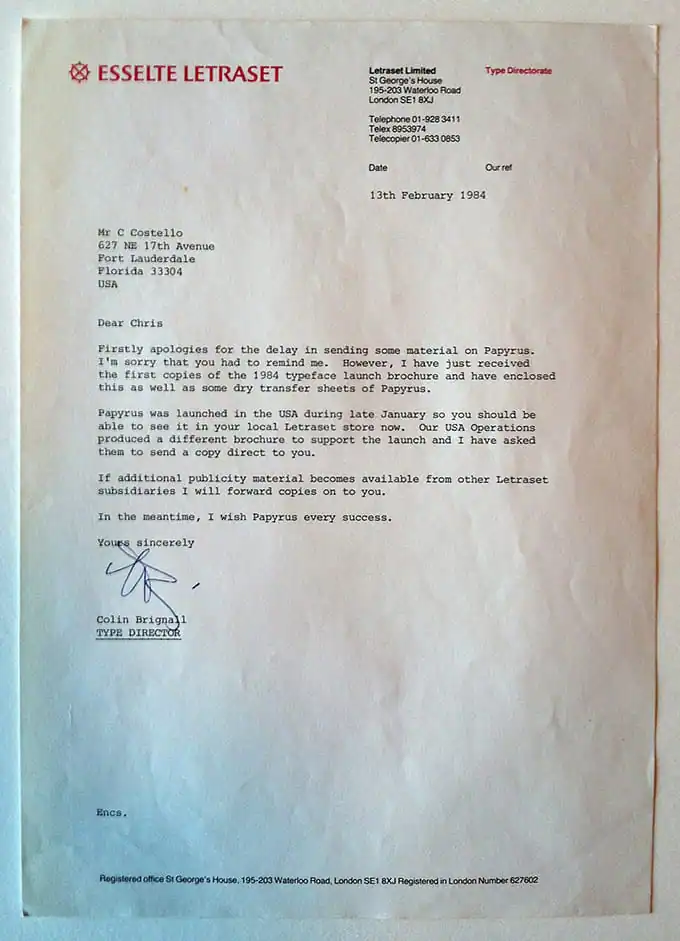 ESSELTE LETRASET
Letraset Limited
Type Directorate
St George's House
195-203 Waterloo Road
London SE1 8XJ
Telephone 01-928 3411
Telex 8953974
Telecopier 01-633 0853
Date
Our ref
13th February 1984
Mr C Costello
627 NE 17th Avenue
Fort Lauderdale
Florida 33304
USA
Dear Chris
Firstly apologies for the delay in sending some material on Papyrus.
I'm sorry that you had to remind me. However, I have just received
the first copies of the 1984 typeface launch brochure and have enclosed
this as well as some dry transfer sheets of Papyrus.
Papyrus was launched in the USA during late January so you should be
able to see it in your local Letraset store now. Our USA Operations
produced a different brochure to support the launch and I have asked
them to send a copy direct to you.
If additional publicity material becomes available from other Letraset
subsidiaries I will forward copies on to you.
In the meantime, I wish Papyrus every success.
Yours sincerely
Colin Brignall
TYPE DIRECTOR
Encs.
Registered office St George's House, 195-203 Waterloo Road, London SE1 8XJ Registered in London Number 627602